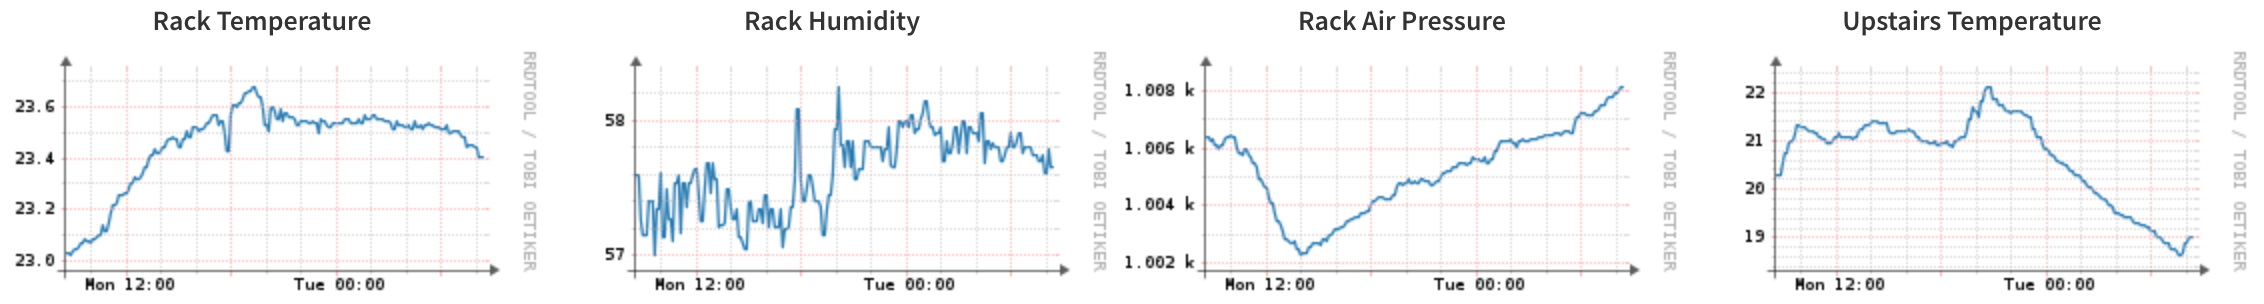 Rack Temperature
23.6
23.4
23.2
23.0
Mon 12:00 Tue 00:00
RRDTOOL / TOBI OETIKER
Rack Humidity
58
57
Mon 12:00 Tue 00:00
RRDTOOL / TOBI OETIKER
Rack Air Pressure
1.008 k
1.006 k
1.004 k
1.002 k
Mon 12:00 Tue 00:00
RRDTOOL / TOBI OETIKER
Upstairs Temperature
22
21
20
19
Mon 12:00 Tue 00:00
RRDTOOL / TOBI OETIKER